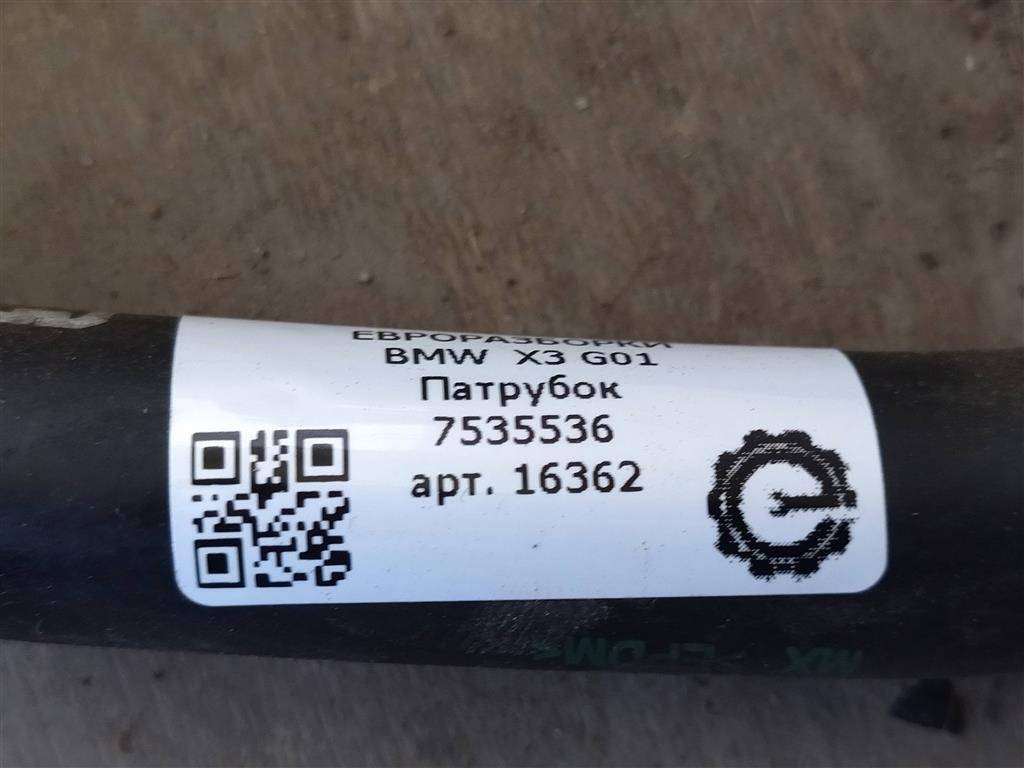 ЕВРОРАЗБОРКИ
BMW X3 G01
Патрубок
7535536
арт. 16362